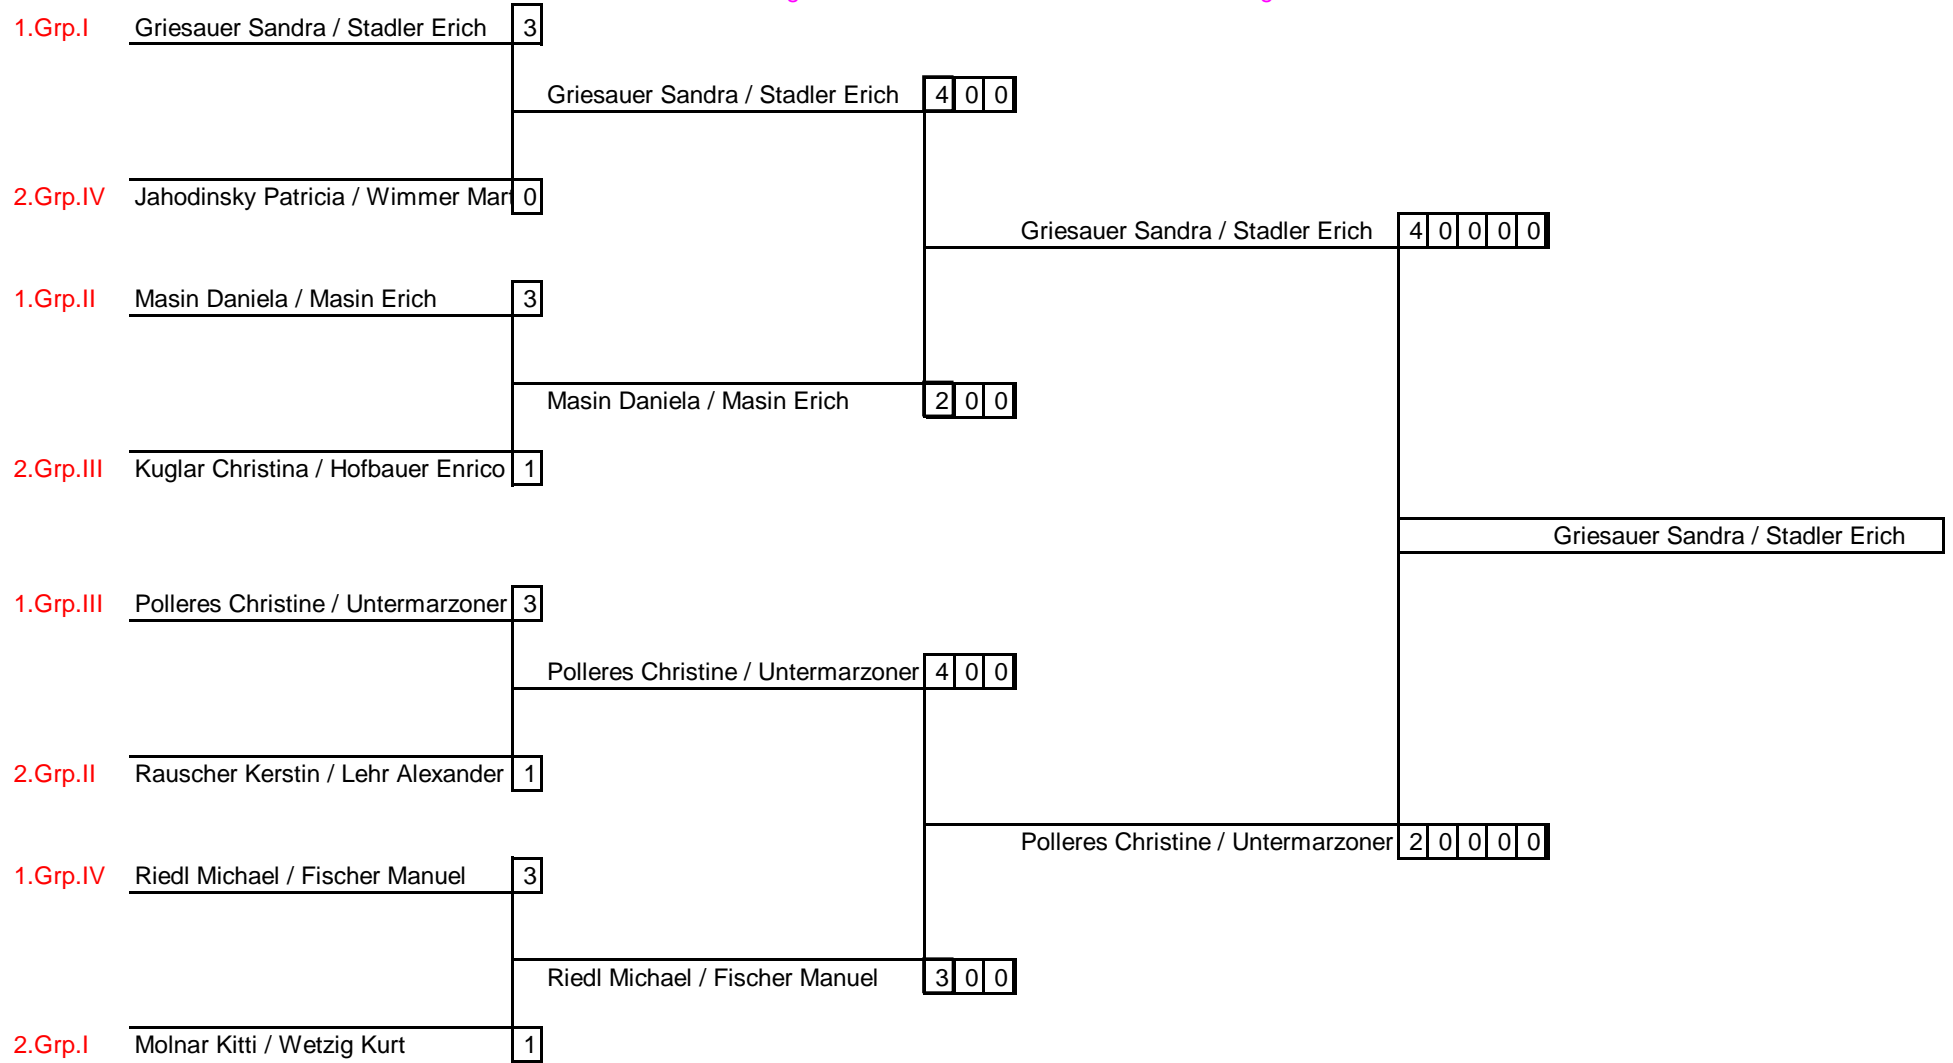 1.Grp.I Griesauer Sandra / Stadler Erich 3
Griesauer Sandra / Stadler Erich 4 0 0
2.Grp.IV Jahodinsky Patricia / Wimmer Mart 0
Griesauer Sandra / Stadler Erich 4 0 0 0 0
1.Grp.II Masin Daniela / Masin Erich 3
Masin Daniela / Masin Erich 2 0 0
2.Grp.III Kuglar Christina / Hofbauer Enrico 1
Griesauer Sandra / Stadler Erich
1.Grp.III Polleres Christine / Untermarzoner 3
Polleres Christine / Untermarzoner 4 0 0
2.Grp.II Rauscher Kerstin / Lehr Alexander 1
Polleres Christine / Untermarzoner 2 0 0 0 0
1.Grp.IV Riedl Michael / Fischer Manuel 3
Riedl Michael / Fischer Manuel 3 0 0
2.Grp.I Molnar Kitti / Wetzig Kurt 1